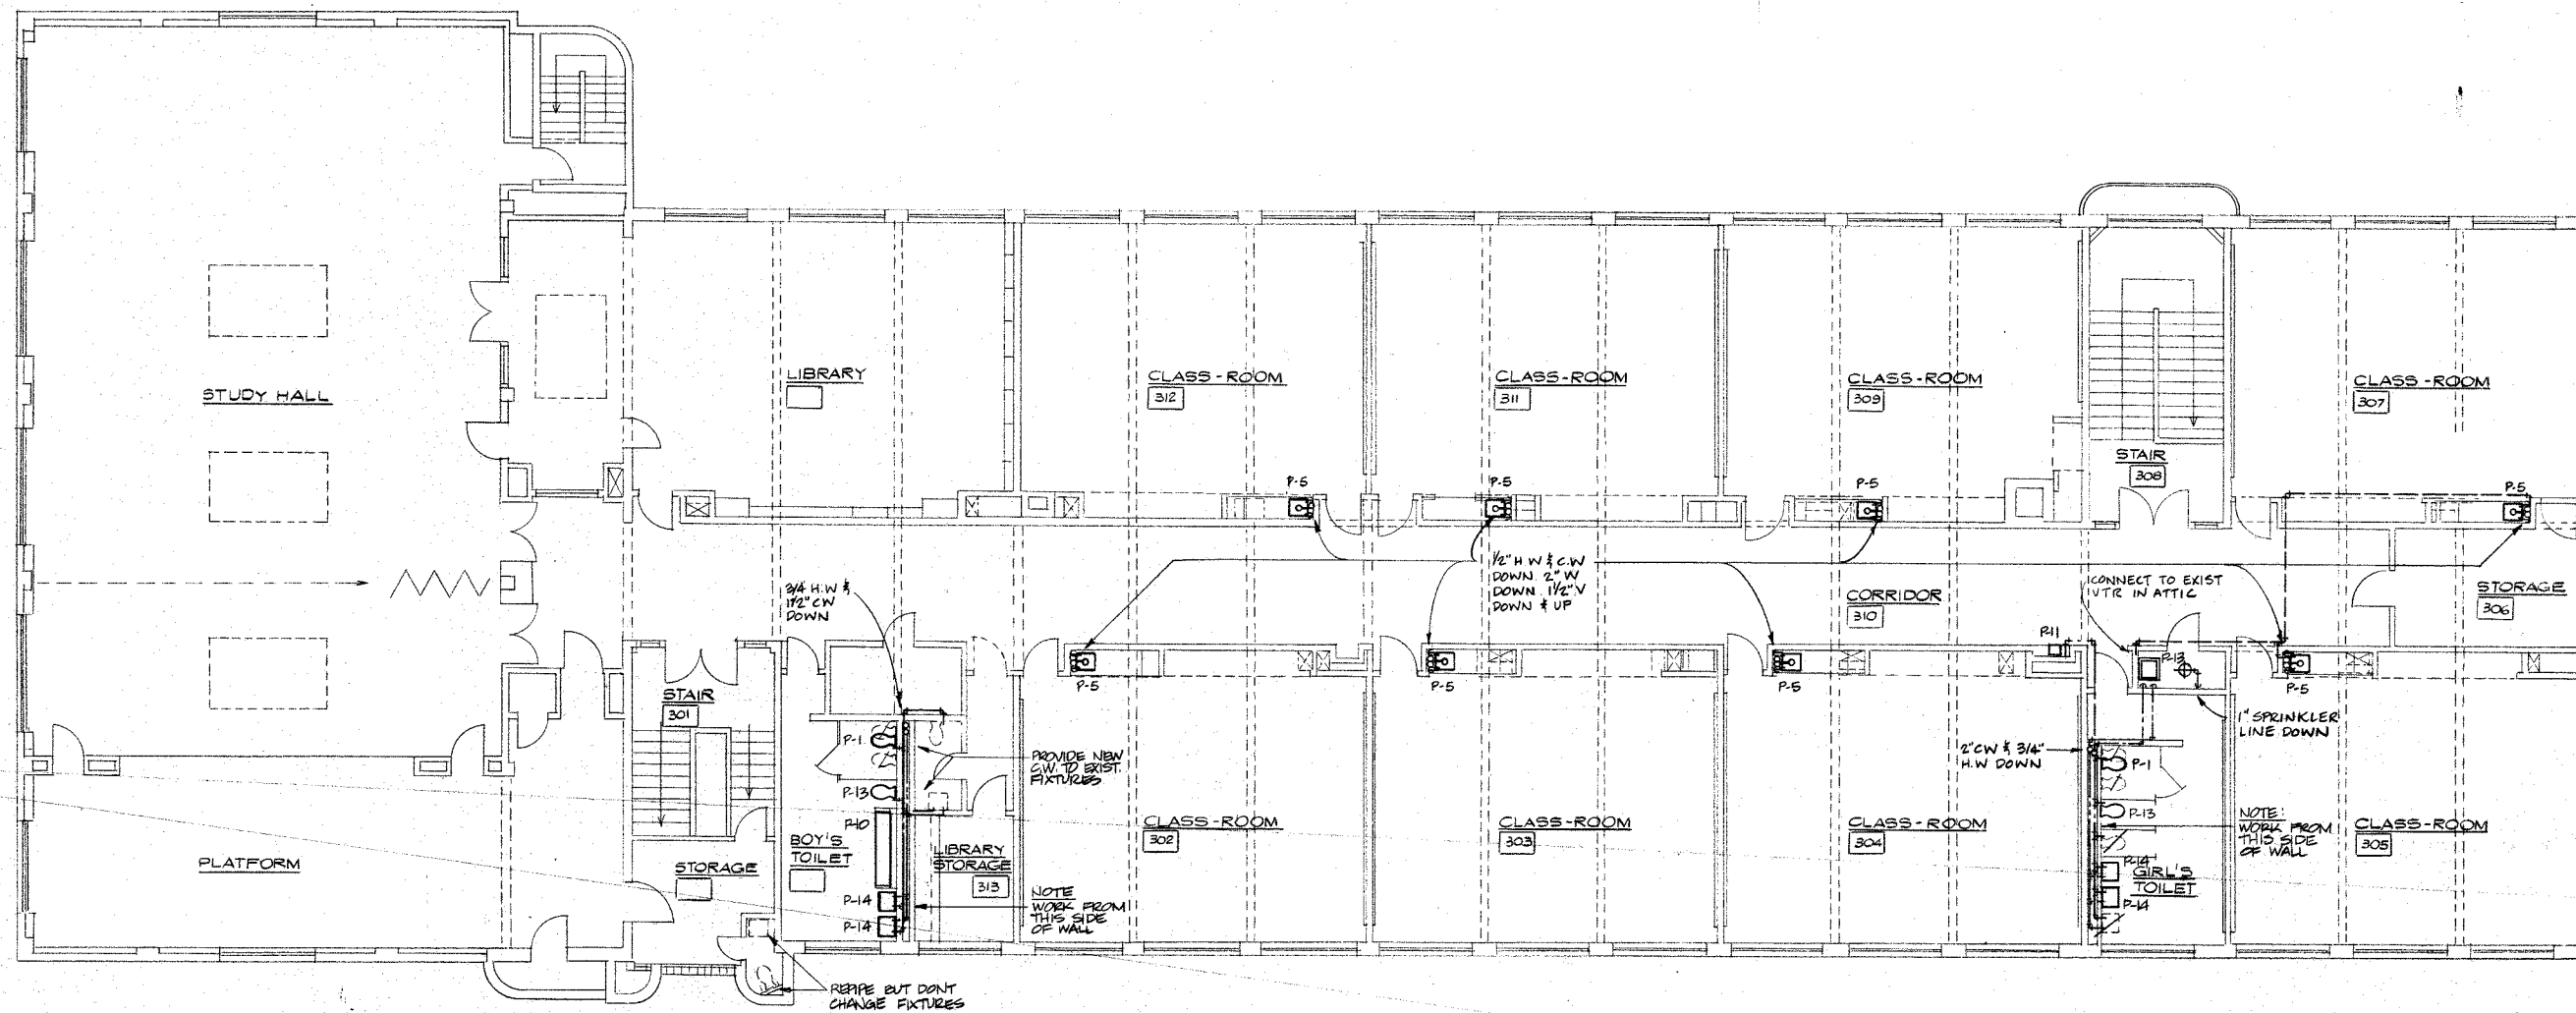 STUDY HALL
PLATFORM
LIBRARY
CLASS-ROOM
312
CLASS-ROOM
311
CLASS-ROOM
309
STAIR
308
CLASS-ROOM
307
P-5
P-5
P-5
P-5
3/4 H.W &
1 1/2" CW
DOWN
1/2" H.W & C.W
DOWN. 2" W
DOWN. 1 1/2" V
DOWN & UP
CORRIDOR
310
CONNECT TO EXIST
VTR IN ATTIC
STORAGE
306
P-11
P-13
P-5
P-5
P-5
P-5
STAIR
301
P-1
P-13
P-10
P-14
P-14
BOY'S
TOILET
PROVIDE NEW
C.W. TO EXIST.
FIXTURES
LIBRARY
STORAGE
313
NOTE
WORK FROM
THIS SIDE
OF WALL
STORAGE
REPIPE BUT DONT
CHANGE FIXTURES
CLASS-ROOM
302
CLASS-ROOM
303
CLASS-ROOM
304
2" CW & 3/4"
H.W DOWN
P-1
P-13
P-14
GIRL'S
TOILET
P-14
1" SPRINKLER
LINE DOWN
NOTE:
WORK FROM
THIS SIDE
OF WALL
CLASS-ROOM
305